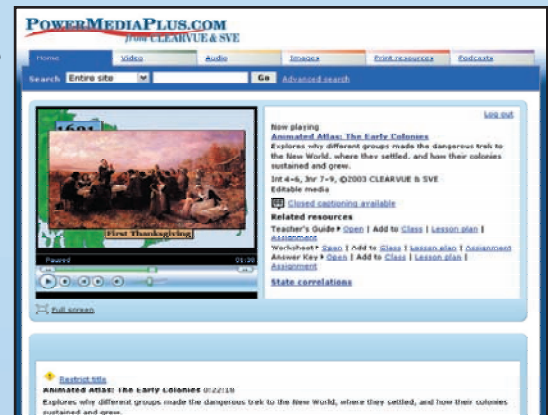 POWERMEDIAPLUS.COM
from CLEARVUE & SVE
Home Video Audio Images Print resources Podcasts
Search Entire site Go Advanced search
Log out
1621
First Thanksgiving
Paused 01:30
Full screen
Now playing
Animated Atlas: The Early Colonies
Explores why different groups made the dangerous trek to
the New World, where they settled, and how their colonies
sustained and grew.
Int 4-6, Jnr 7-9, ©2003 CLEARVUE & SVE
Editable media
Closed captioning available
Related resources
Teacher's Guide Open | Add to Class | Lesson plan |
Assignment
Worksheet Open | Add to Class | Lesson plan | Assignment
Answer Key Open | Add to Class | Lesson plan |
Assignment
State correlations
Restrict title
Animated Atlas: The Early Colonies 0:22:18
Explores why different groups made the dangerous trek to the New World, where they settled, and how their colonies
sustained and grew.